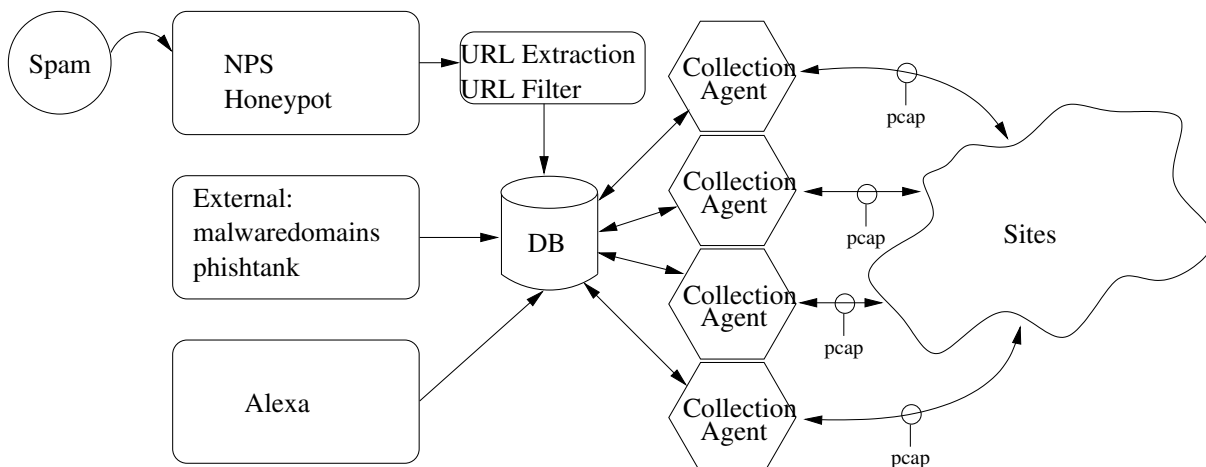 Spam
NPS
Honeypot
URL Extraction
URL Filter
External:
malwaredomains
phishtank
Alexa
DB
Collection
Agent
Collection
Agent
Collection
Agent
Collection
Agent
pcap
pcap
pcap
pcap
Sites